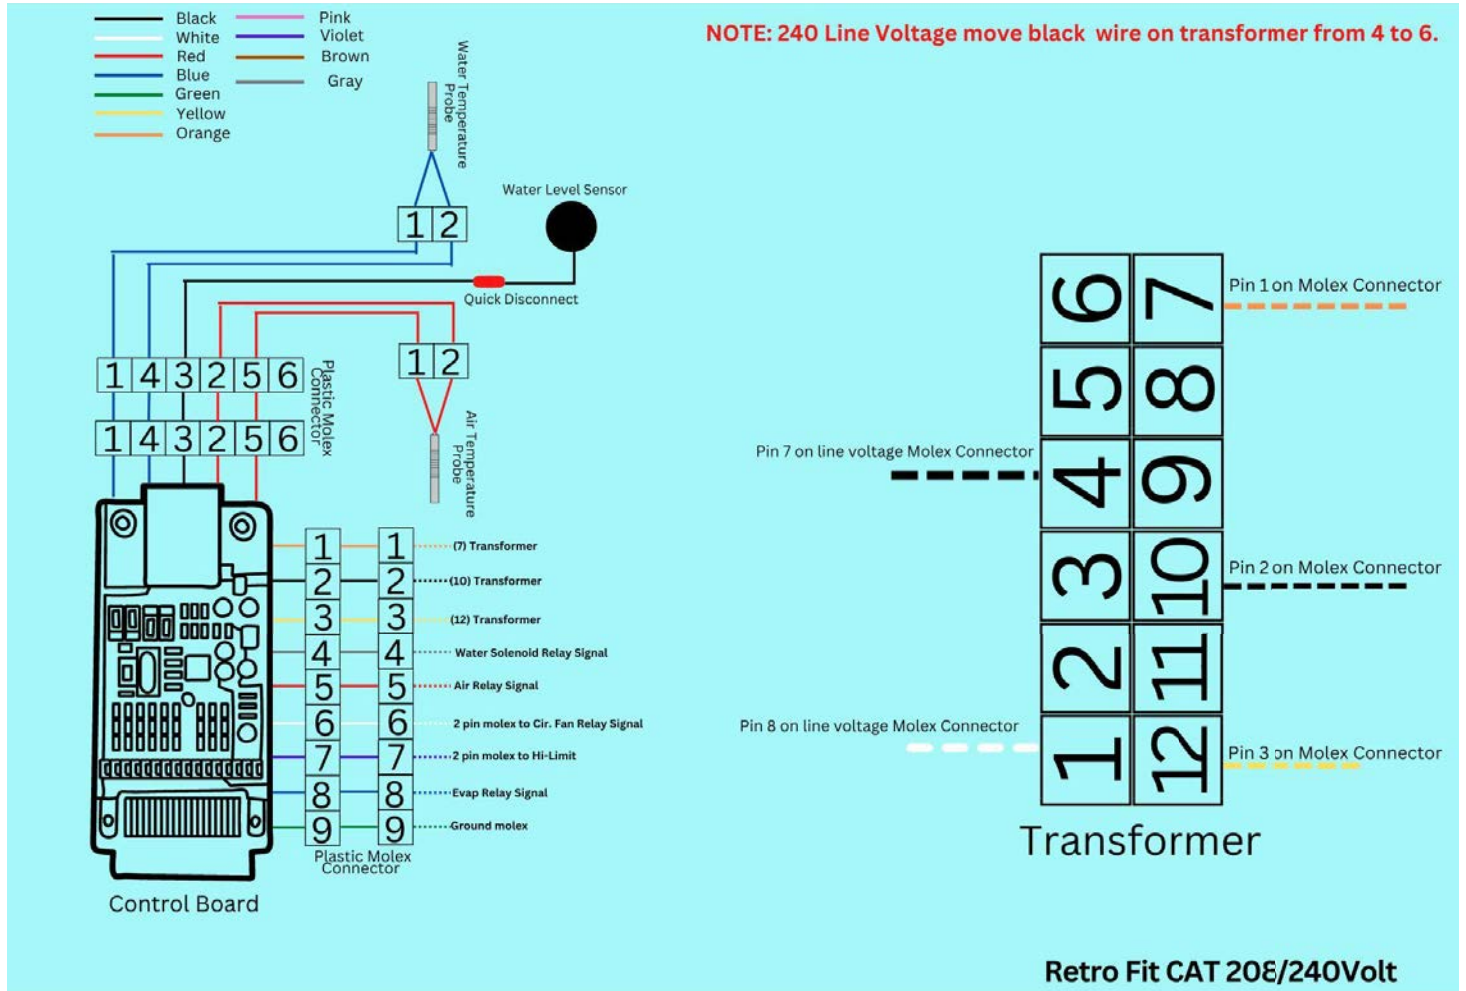 Black
White
Red
Blue
Green
Yellow
Orange
Pink
Violet
Brown
Gray
NOTE: 240 Line Voltage move black wire on transformer from 4 to 6.
Water Temperature
Probe
1 2
Water Level Sensor
Quick Disconnect
1 2
Air Temperature
Probe
1 4 3 2 5 6
Plastic Molex
Connector
1 4 3 2 5 6
1 1 (7) Transformer
2 2 (10) Transformer
3 3 (12) Transformer
4 4 Water Solenoid Relay Signal
5 5 Air Relay Signal
6 6 2 pin molex to Cir. Fan Relay Signal
7 7 2 pin molex to Hi-Limit
8 8 Evap Relay Signal
9 9 Ground molex
Plastic Molex
Connector
Control Board
6 7 Pin 1 on Molex Connector
5 8
Pin 7 on line voltage Molex Connector 4 9
3 10 Pin 2 on Molex Connector
2 11
Pin 8 on line voltage Molex Connector 1 12 Pin 3 on Molex Connector
Transformer
Retro Fit CAT 208/240Volt